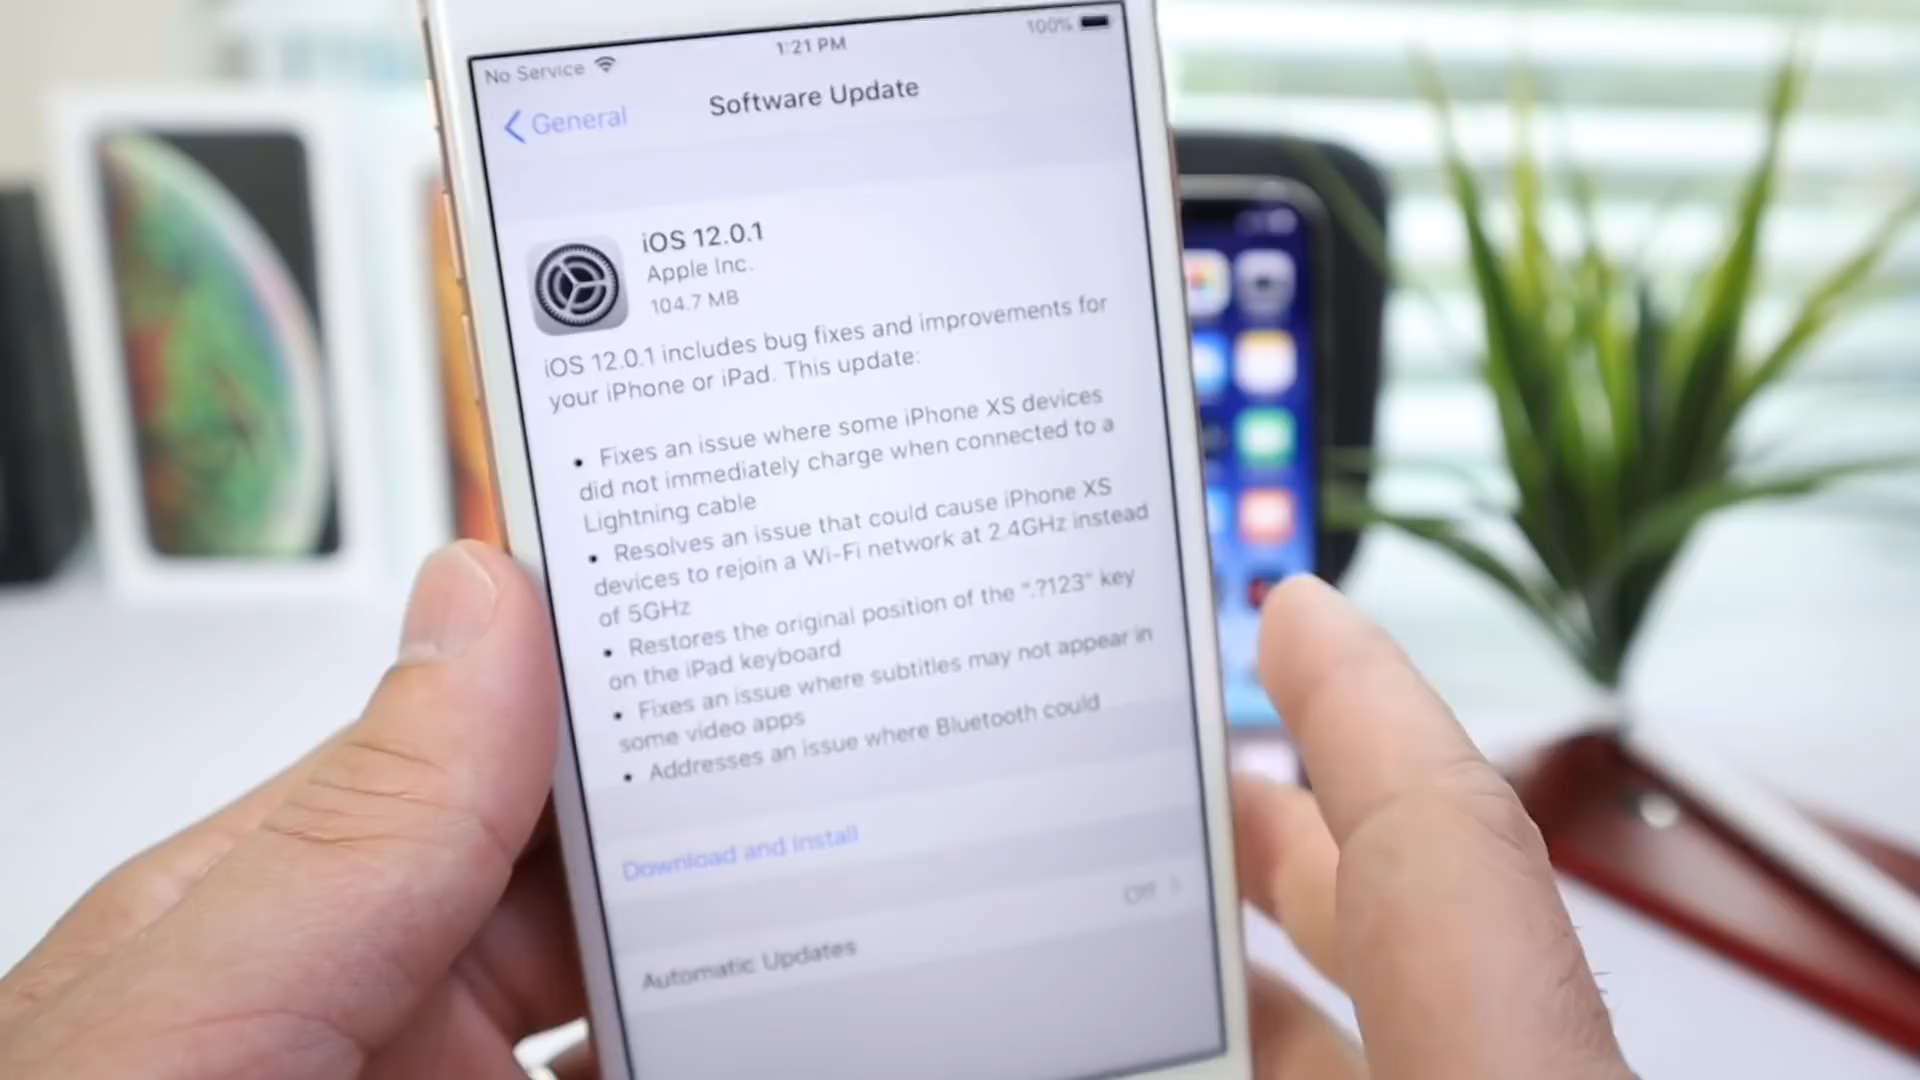 No Service
1:21 PM
100%
General
Software Update
iOS 12.0.1
Apple Inc.
104.7 MB
iOS 12.0.1 includes bug fixes and improvements for
your iPhone or iPad. This update:
• Fixes an issue where some iPhone XS devices
did not immediately charge when connected to a
Lightning cable
• Resolves an issue that could cause iPhone XS
devices to rejoin a Wi-Fi network at 2.4GHz instead
of 5GHz
• Restores the original position of the ".?123" key
on the iPad keyboard
• Fixes an issue where subtitles may not appear in
some video apps
• Addresses an issue where Bluetooth could
Download and Install
Automatic Updates
Off